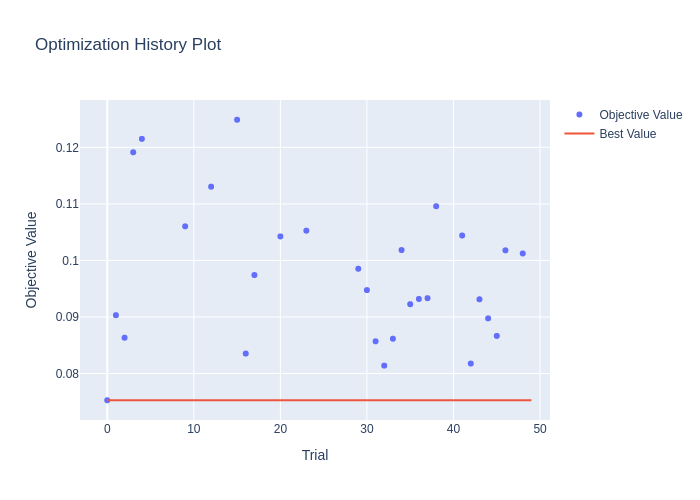 Optimization History Plot
Objective Value
Best Value
0.12
0.11
0.1
0.09
0.08
Objective Value
0
10
20
30
40
50
Trial